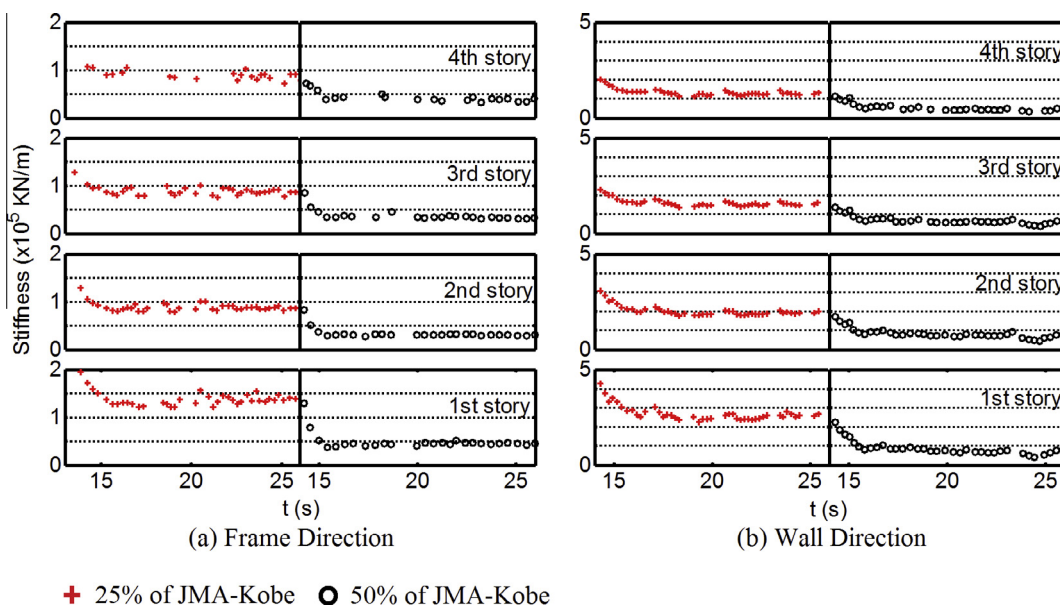 Stiffness (x10⁵ KN/m)
2
1
0
4th story
2
1
0
3rd story
2
1
0
2nd story
2
1
0
1st story
15 20 25 15 20 25
t (s)
(a) Frame Direction
5
0
4th story
5
0
3rd story
5
0
2nd story
5
0
1st story
15 20 25 15 20 25
t (s)
(b) Wall Direction
25% of JMA-Kobe 50% of JMA-Kobe